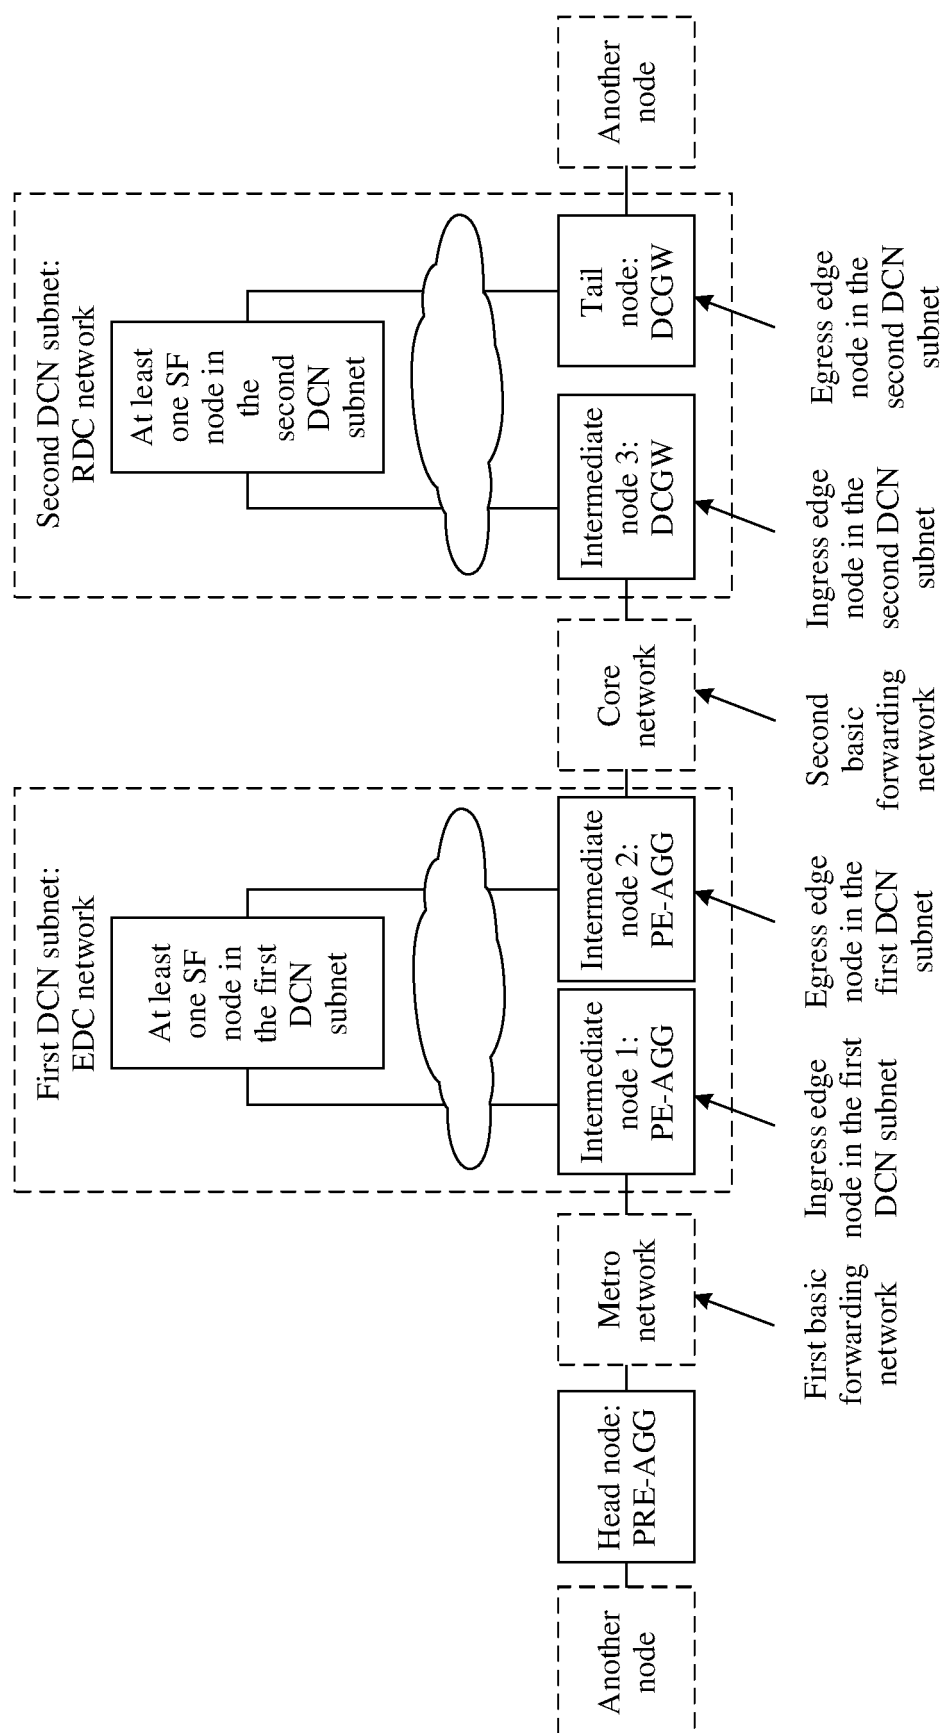 First DCN subnet:
EDC network
Second DCN subnet:
RDC network
At least
one SF
node in
the first
DCN
subnet
At least
one SF
node in
the
second
DCN
subnet
Another
node
Head node:
PRE-AGG
Metro
network
Intermediate
node 1:
PE-AGG
Intermediate
node 2:
PE-AGG
Core
network
Intermediate
node 3:
DCGW
Tail
node:
DCGW
Another
node
First basic
forwarding
network
Ingress edge
node in the first
DCN subnet
Egress edge
node in the
first DCN
subnet
Second
basic
forwarding
network
Ingress edge
node in the
second DCN
subnet
Egress edge
node in the
second DCN
subnet